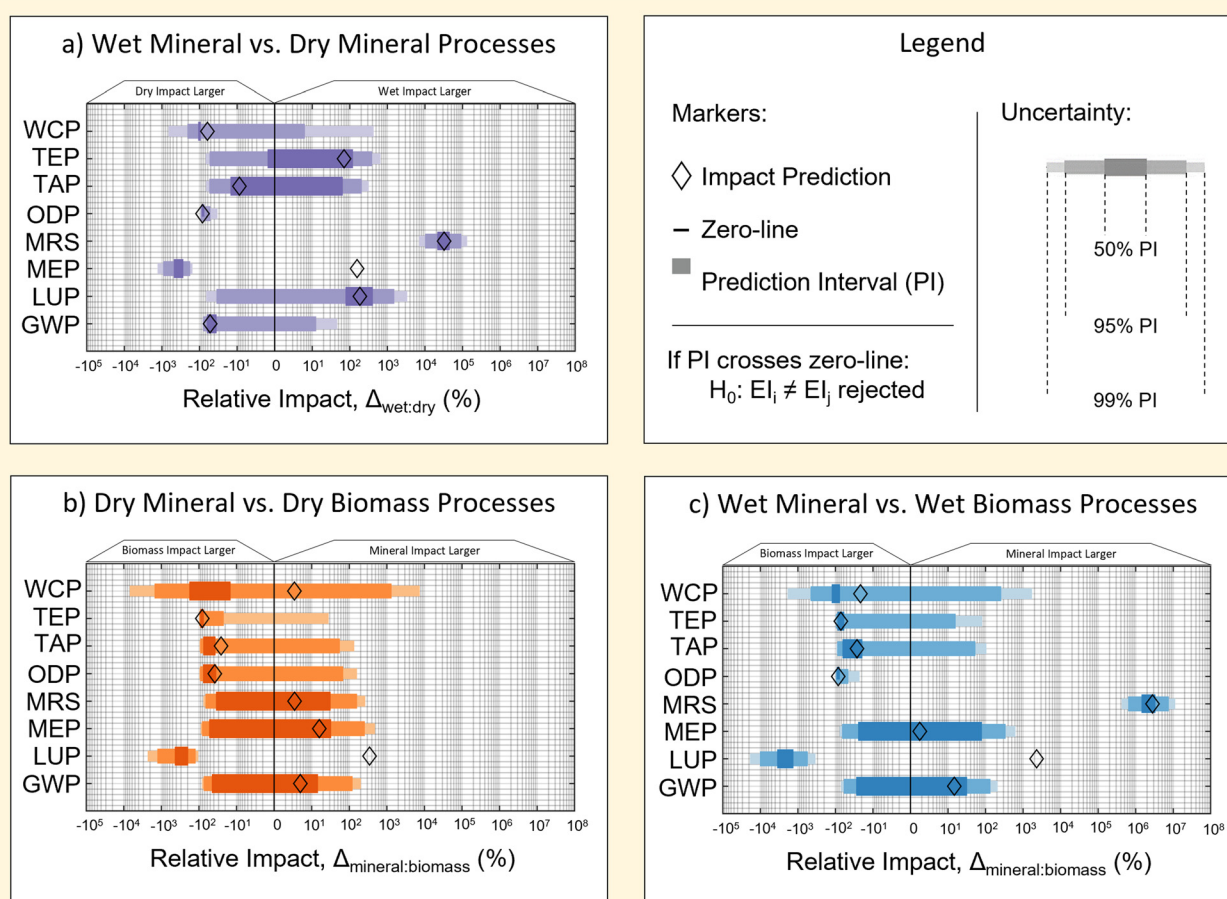 a) Wet Mineral vs. Dry Mineral Processes
Dry Impact Larger
Wet Impact Larger
WCP
TEP
TAP
ODP
MRS
MEP
LUP
GWP
-10⁵ -10⁴ -10³ -10² -10¹ 0 10¹ 10² 10³ 10⁴ 10⁵ 10⁶ 10⁷ 10⁸
Relative Impact, Δwet:dry (%)
Legend
Markers:
Impact Prediction
Zero-line
Prediction Interval (PI)
If PI crosses zero-line:
H₀: EIᵢ ≠ EIⱼ rejected
Uncertainty:
50% PI
95% PI
99% PI
b) Dry Mineral vs. Dry Biomass Processes
Biomass Impact Larger
Mineral Impact Larger
WCP
TEP
TAP
ODP
MRS
MEP
LUP
GWP
-10⁵ -10⁴ -10³ -10² -10¹ 0 10¹ 10² 10³ 10⁴ 10⁵ 10⁶ 10⁷ 10⁸
Relative Impact, Δmineral:biomass (%)
c) Wet Mineral vs. Wet Biomass Processes
Biomass Impact Larger
Mineral Impact Larger
WCP
TEP
TAP
ODP
MRS
MEP
LUP
GWP
-10⁵ -10⁴ -10³ -10² -10¹ 0 10¹ 10² 10³ 10⁴ 10⁵ 10⁶ 10⁷ 10⁸
Relative Impact, Δmineral:biomass (%)